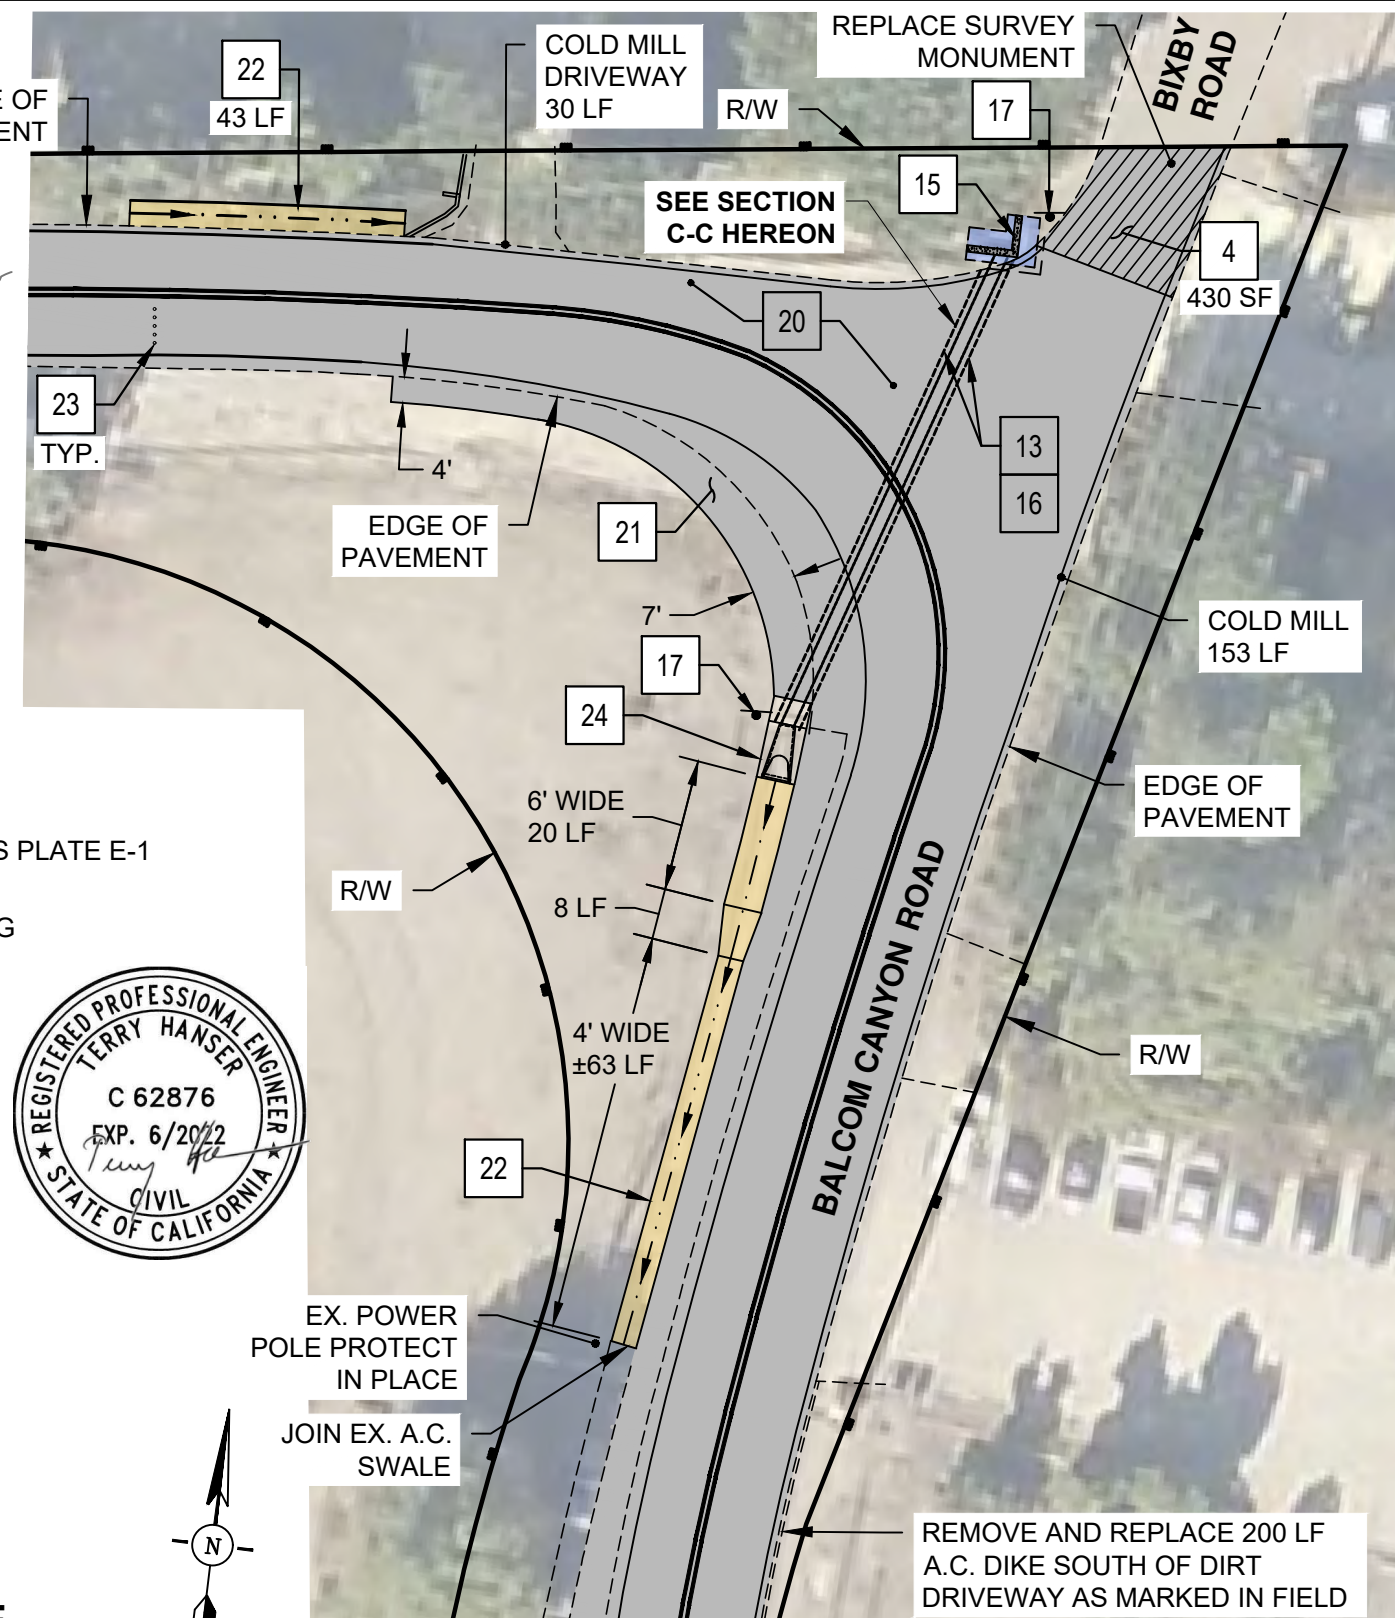 REPLACE SURVEY
MONUMENT
BIXBY
ROAD
22
43 LF
COLD MILL
DRIVEWAY
30 LF
R/W
17
E OF
ENT
15
SEE SECTION
C-C HEREON
4
430 SF
20
23
TYP.
4'
13
16
EDGE OF
PAVEMENT
21
7'
COLD MILL
153 LF
17
24
6' WIDE
20 LF
EDGE OF
PAVEMENT
S PLATE E-1
R/W
8 LF
G
BALCOM CANYON ROAD
REGISTERED PROFESSIONAL ENGINEER
TERRY HANSER
C 62876
EXP. 6/2022
CIVIL
STATE OF CALIFORNIA
4' WIDE
±63 LF
R/W
22
EX. POWER
POLE PROTECT
IN PLACE
JOIN EX. A.C.
SWALE
N
REMOVE AND REPLACE 200 LF
A.C. DIKE SOUTH OF DIRT
DRIVEWAY AS MARKED IN FIELD